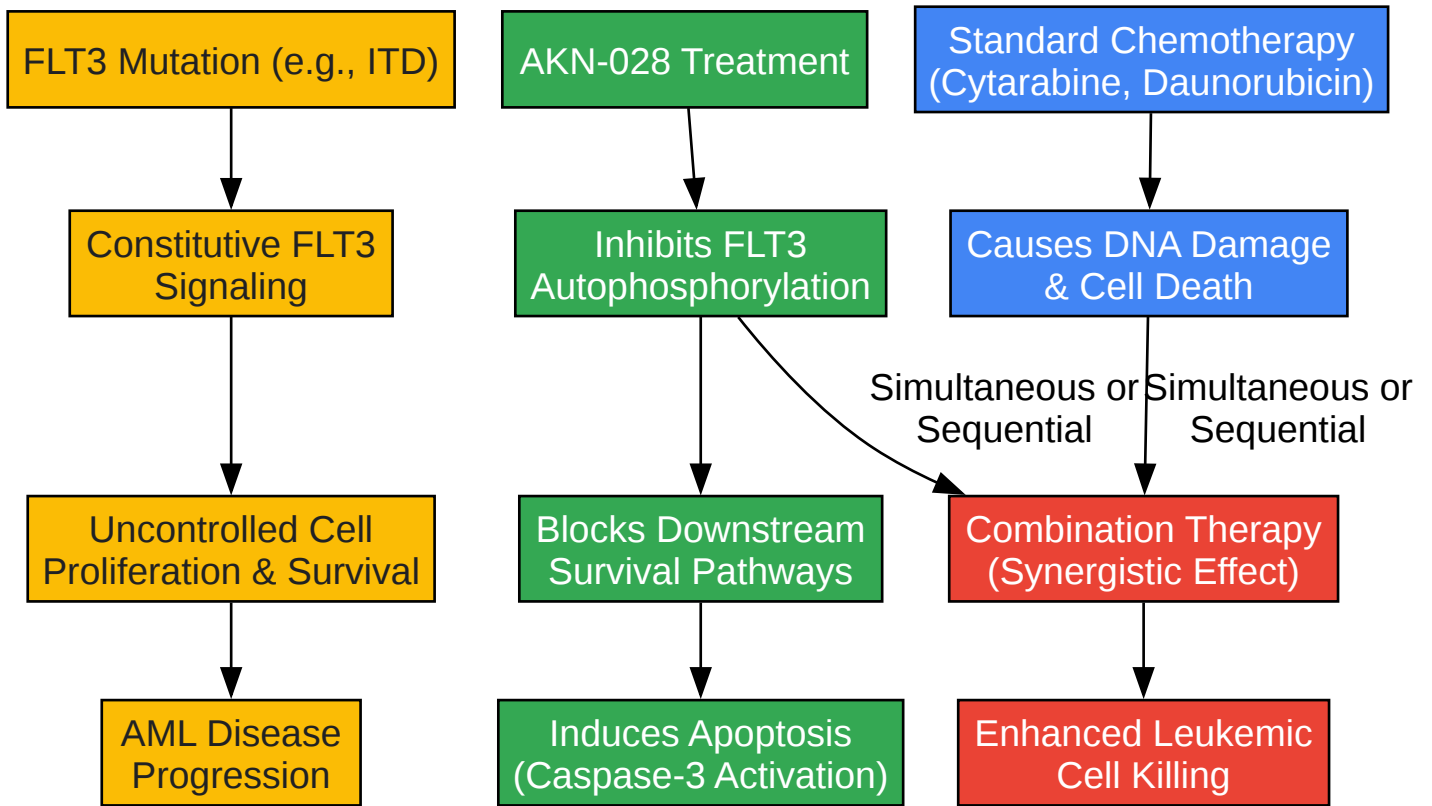 FLT3 Mutation (e.g., ITD)
AKN-028 Treatment
Standard Chemotherapy
(Cytarabine, Daunorubicin)
Constitutive FLT3
Signaling
Inhibits FLT3
Autophosphorylation
Causes DNA Damage
& Cell Death
Simultaneous or
Sequential
Simultaneous or
Sequential
Uncontrolled Cell
Proliferation & Survival
Blocks Downstream
Survival Pathways
Combination Therapy
(Synergistic Effect)
AML Disease
Progression
Induces Apoptosis
(Caspase-3 Activation)
Enhanced Leukemic
Cell Killing